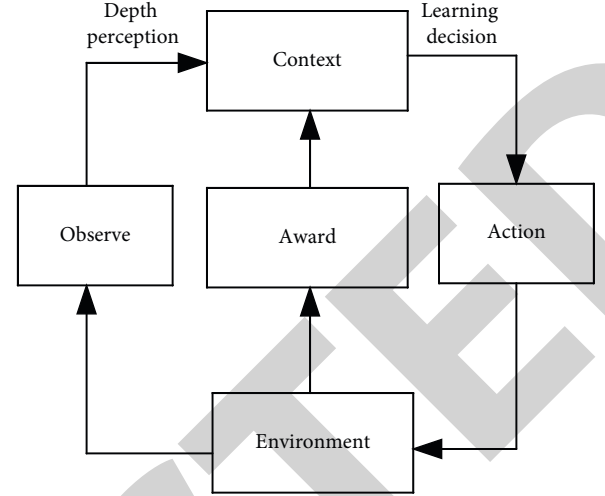 Depth
perception
Learning
decision
Context
Observe
Award
Action
Environment